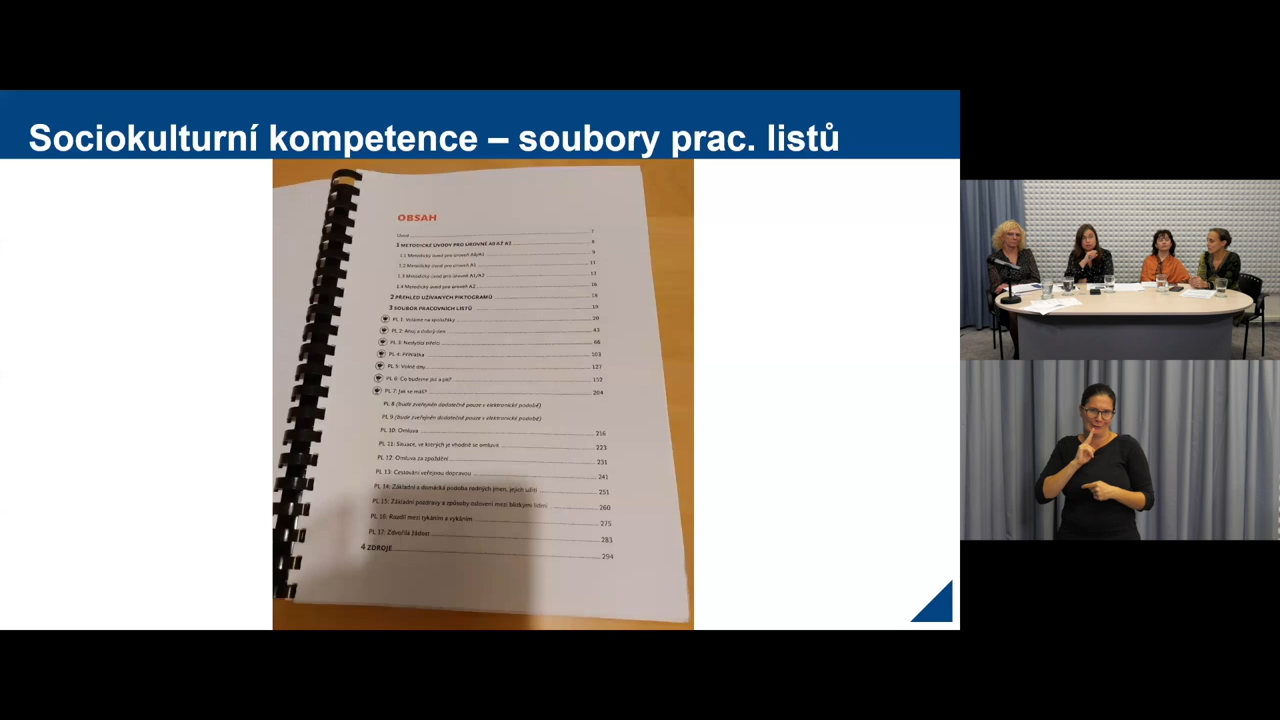 Sociokulturní kompetence – soubory prac. listů
OBSAH
Úvod 7
1 METODICKÉ ÚVODY PRO ÚROVNĚ A0 AŽ A2 8
1.1 Metodický úvod pro úroveň A0/A1 9
1.2 Metodický úvod pro úroveň A1 11
1.3 Metodický úvod pro úroveň A1/A2 13
1.4 Metodický úvod pro úroveň A2 16
2 PŘEHLED UŽÍVANÝCH PIKTOGRAMŮ 18
3 SOUBOR PRACOVNÍCH LISTŮ 19
PL 1: Voláme na spolužáky 20
PL 2: Ahoj a dobrý den 43
PL 3: Neslyšící střelci 66
PL 4: Přihláška 103
PL 5: Volné dny 127
PL 6: Co budeme jíst a pít? 152
PL 7: Jak se máš? 204
PL 8 (bude zveřejněn dodatečně pouze v elektronické podobě)
PL 9 (bude zveřejněn dodatečně pouze v elektronické podobě)
PL 10: Omluva 216
PL 11: Situace, ve kterých je vhodné se omluvit 223
PL 12: Omluva za zpoždění 231
PL 13: Cestování veřejnou dopravou 241
PL 14: Základní a domácká podoba rodných jmen, jejich užití 251
PL 15: Základní pozdravy a způsoby oslovení mezi blízkými lidmi 260
PL 16: Rozdíl mezi tykáním a vykáním 275
PL 17: Zdvořilá žádost 283
4 ZDROJE 294